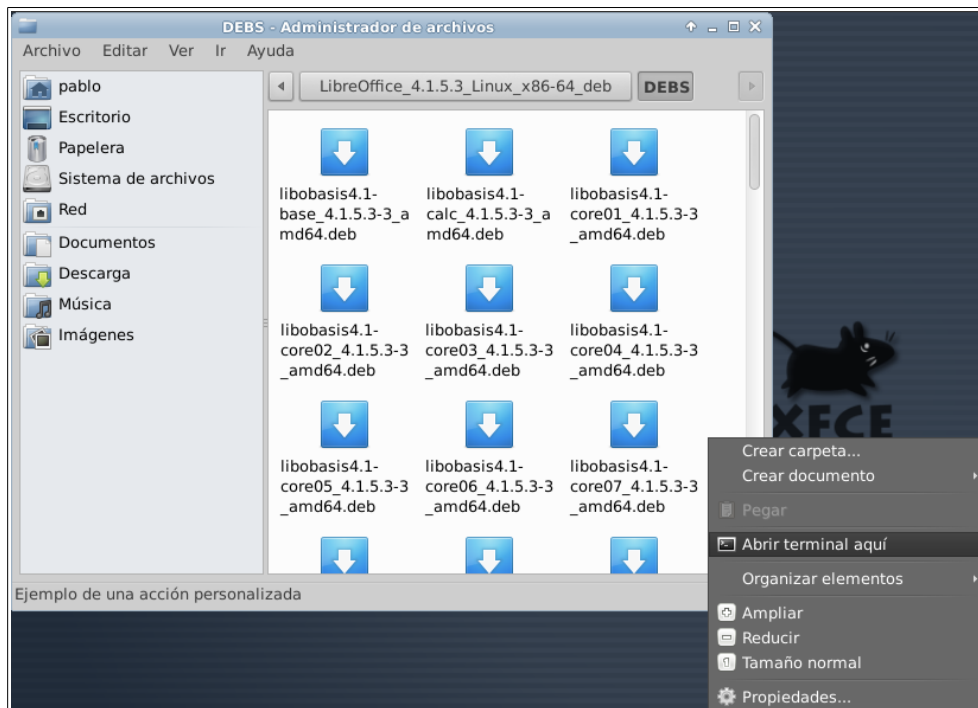 DEBS - Administrador de archivos
Archivo Editar Ver Ir Ayuda
pablo
Escritorio
Papelera
Sistema de archivos
Red
Documentos
Descarga
Música
Imágenes
LibreOffice_4.1.5.3_Linux_x86-64_deb DEBS
libobasis4.1-
base_4.1.5.3-3_a
md64.deb
libobasis4.1-
calc_4.1.5.3-3_a
md64.deb
libobasis4.1-
core01_4.1.5.3-3
_amd64.deb
libobasis4.1-
core02_4.1.5.3-3
_amd64.deb
libobasis4.1-
core03_4.1.5.3-3
_amd64.deb
libobasis4.1-
core04_4.1.5.3-3
_amd64.deb
libobasis4.1-
core05_4.1.5.3-3
_amd64.deb
libobasis4.1-
core06_4.1.5.3-3
_amd64.deb
libobasis4.1-
core07_4.1.5.3-3
_amd64.deb
Ejemplo de una acción personalizada
XFCE
Crear carpeta...
Crear documento
Pegar
Abrir terminal aquí
Organizar elementos
Ampliar
Reducir
Tamaño normal
Propiedades...